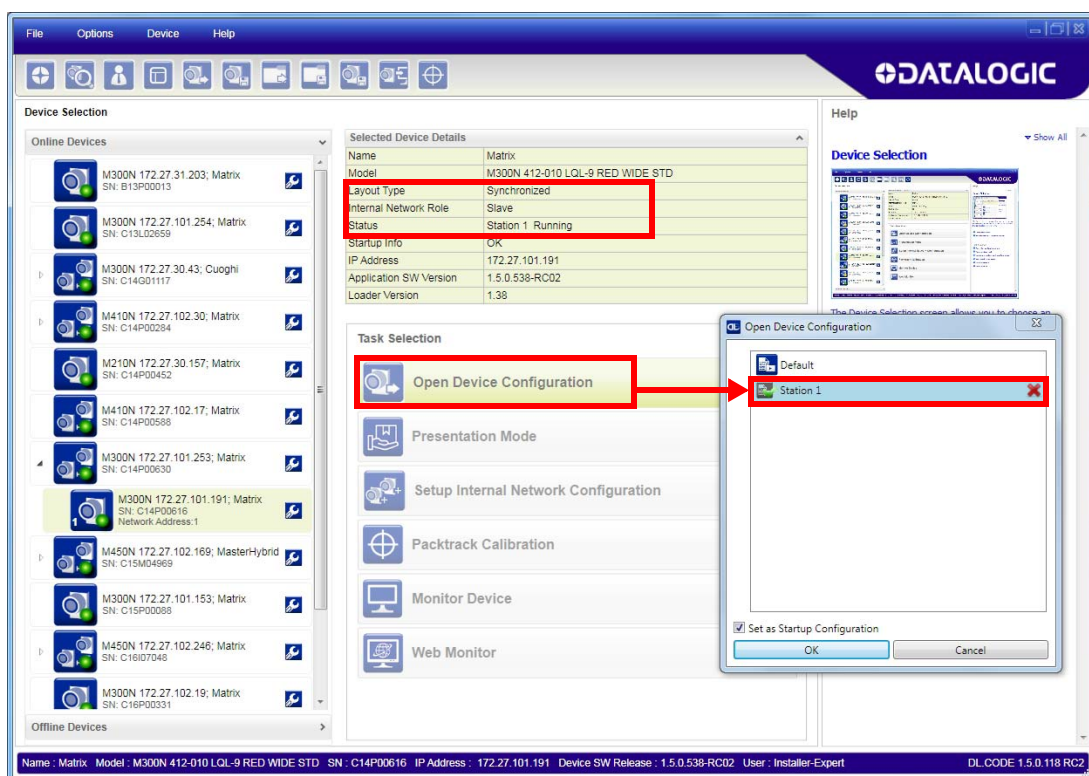 File Options Device Help
DATALOGIC
Device Selection
Online Devices
M300N 172.27.31.203; Matrix
SN: B13P00013
M300N 172.27.101.254; Matrix
SN: C13L02659
M300N 172.27.30.43; Cuoghi
SN: C14G01117
M410N 172.27.102.30; Matrix
SN: C14P00284
M210N 172.27.30.157; Matrix
SN: C14P00452
M410N 172.27.102.17; Matrix
SN: C14P00588
M300N 172.27.101.253; Matrix
SN: C14P00630
M300N 172.27.101.191; Matrix
SN: C14P00616
Network Address:1
1
M450N 172.27.102.169; MasterHybrid
SN: C15M04969
M300N 172.27.101.153; Matrix
SN: C15P00088
M450N 172.27.102.246; Matrix
SN: C16I07048
M300N 172.27.102.19; Matrix
SN: C16P00331
Offline Devices
Selected Device Details
Name Matrix
Model M300N 412-010 LQL-9 RED WIDE STD
Layout Type Synchronized
Internal Network Role Slave
Status Station 1 Running
Startup Info OK
IP Address 172.27.101.191
Application SW Version 1.5.0.538-RC02
Loader Version 1.38
Task Selection
Open Device Configuration
Presentation Mode
Setup Internal Network Configuration
Packtrack Calibration
Monitor Device
Web Monitor
Help
Show All
Device Selection
The Device Selection screen allows you to choose an
Open Device Configuration
Default
Station 1
Set as Startup Configuration
OK Cancel
Name : Matrix Model : M300N 412-010 LQL-9 RED WIDE STD SN : C14P00616 IP Address : 172.27.101.191 Device SW Release : 1.5.0.538-RC02 User : Installer-Expert DL.CODE 1.5.0.118 RC2